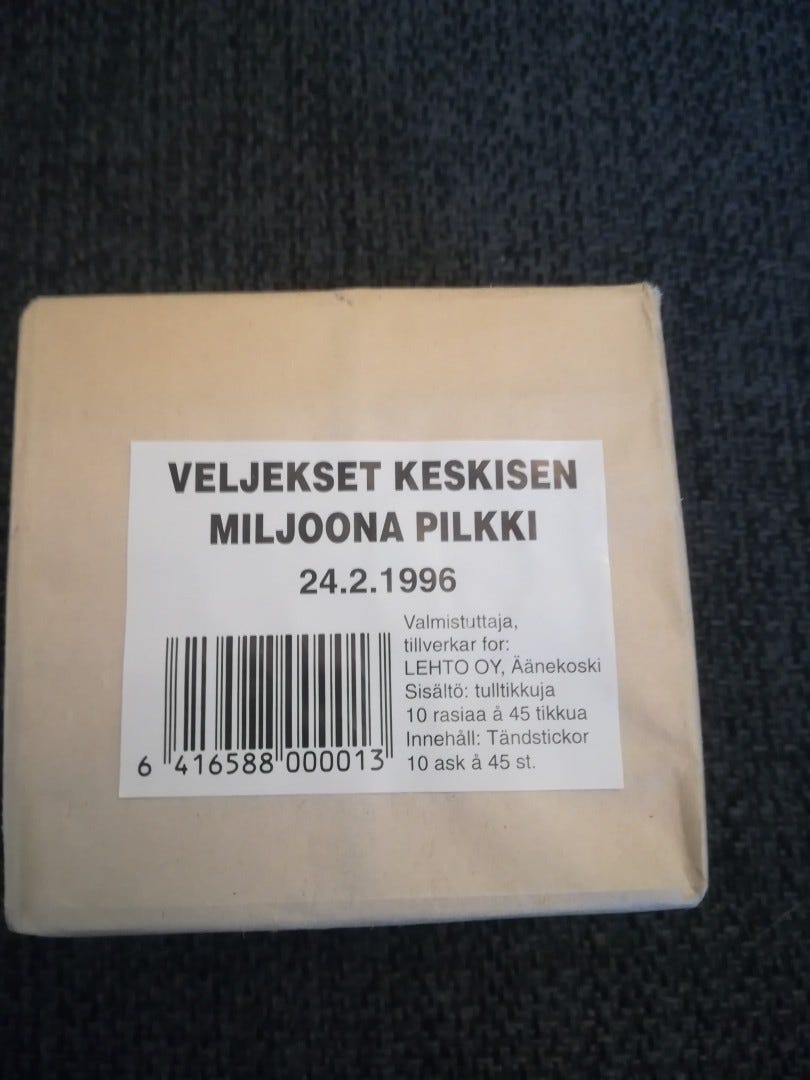 VELJEKSET KESKISEN
MILJOONA PILKKI
24.2.1996
Valmistuttaja,
tillverkar for:
LEHTO OY, Äänekoski
Sisältö: tulltikkuja
10 rasiaa å 45 tikkua
Innehåll: Tändstickor
10 ask å 45 st.
6 416588 000013